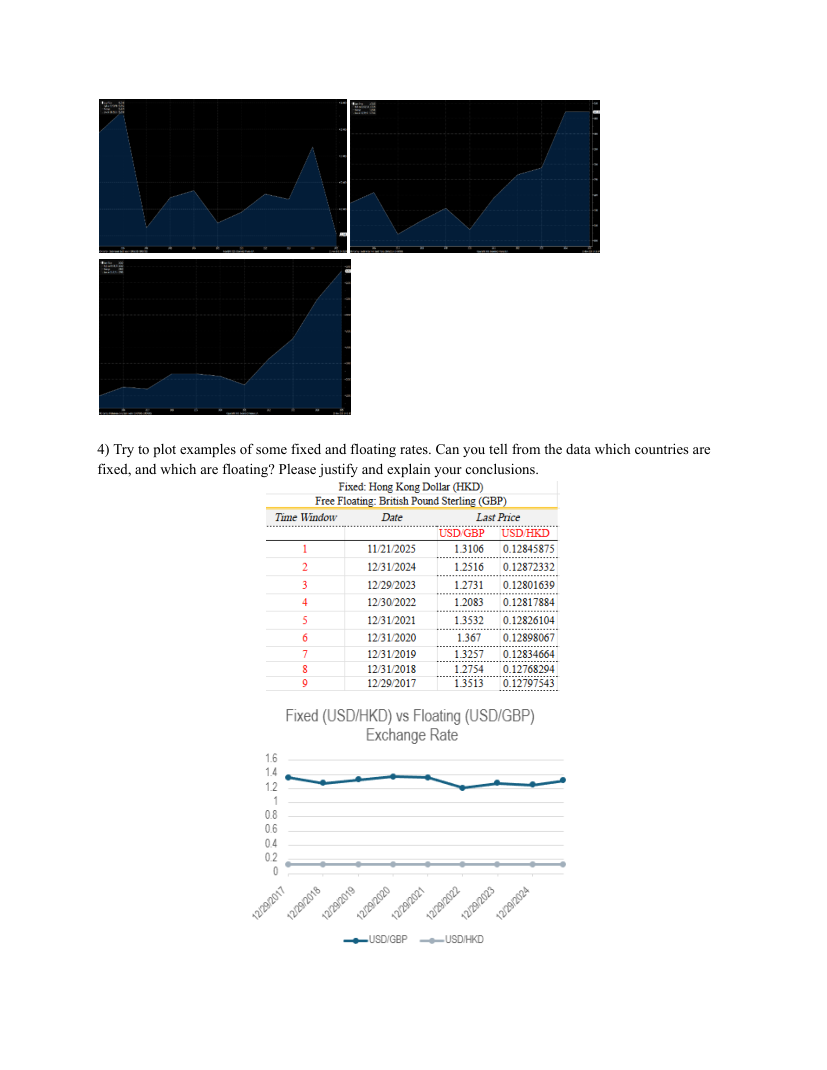 4) Try to plot examples of some fixed and floating rates. Can you tell from the data which countries are
fixed, and which are floating? Please justify and explain your conclusions.
Fixed: Hong Kong Dollar (HKD)
Free Floating: British Pound Sterling (GBP)
Time Window Date Last Price
USD/GBP USD/HKD
1 11/21/2025 1.3106 0.12845875
2 12/31/2024 1.2516 0.12872332
3 12/29/2023 1.2731 0.12801639
4 12/30/2022 1.2083 0.12817884
5 12/31/2021 1.3532 0.12826104
6 12/31/2020 1.367 0.12898067
7 12/31/2019 1.3257 0.12834664
8 12/31/2018 1.2754 0.12768294
9 12/29/2017 1.3513 0.12797543
Fixed (USD/HKD) vs Floating (USD/GBP)
Exchange Rate
1.6
1.4
1.2
1
0.8
0.6
0.4
0.2
0
12/29/2017 12/29/2018 12/29/2019 12/29/2020 12/29/2021 12/29/2022 12/29/2023 12/29/2024
USD/GBP USD/HKD